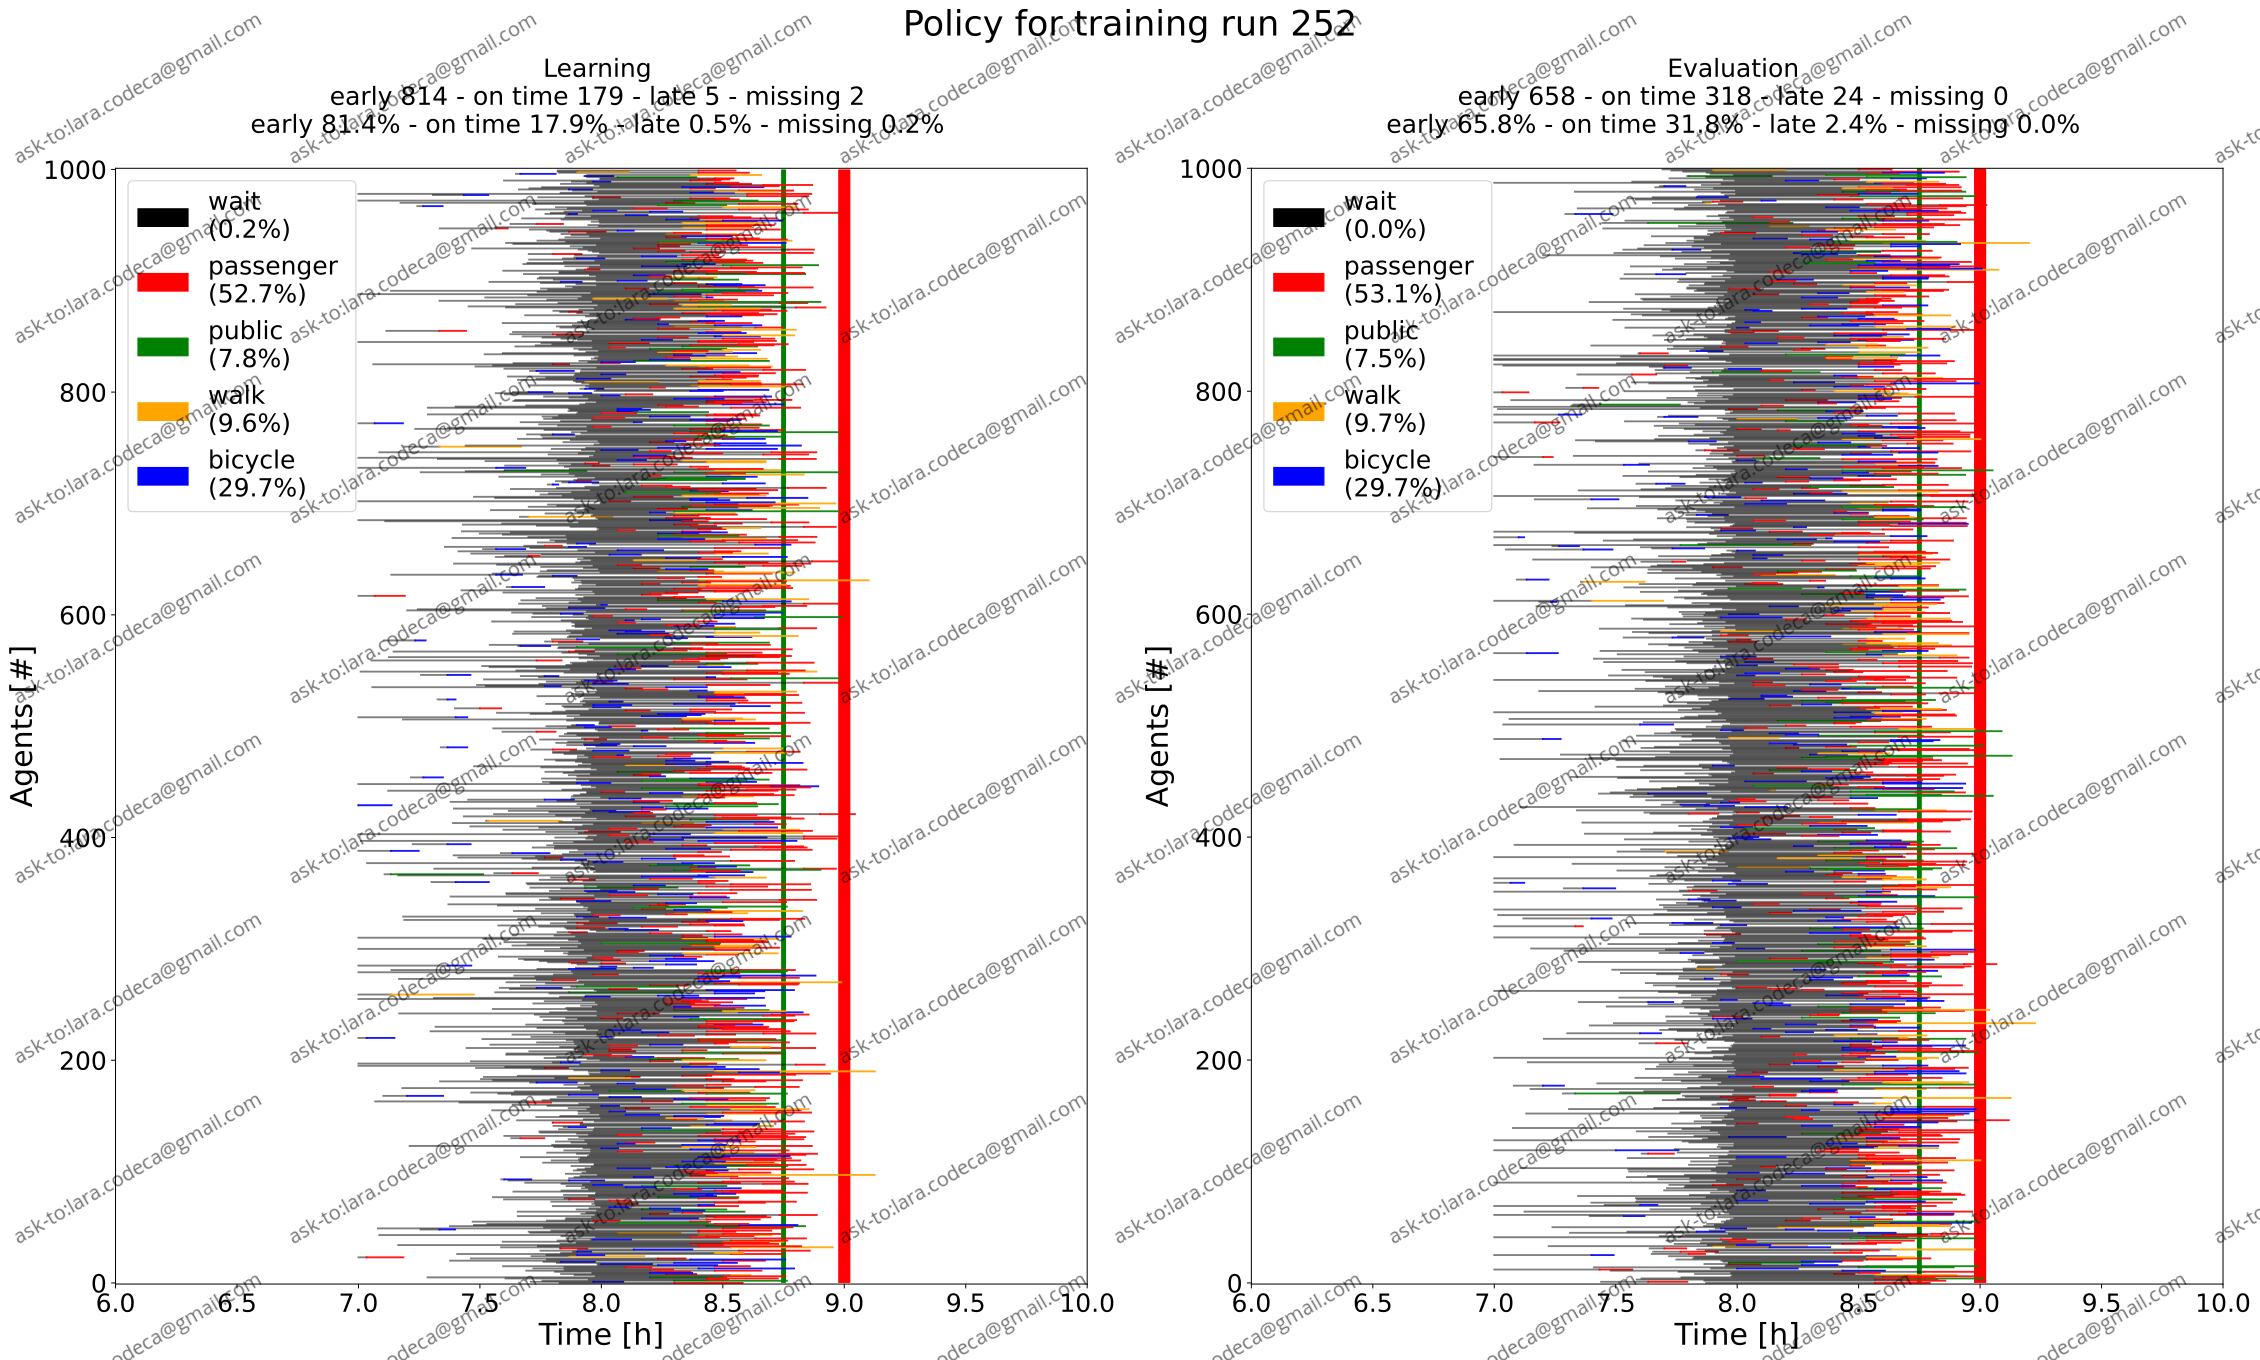 Policy for training run 252
Learning
early 814 - on time 179 - late 5 - missing 2
early 81.4% - on time 17.9% - late 0.5% - missing 0.2%
1000
800
600
400
200
0
Agents [#]
wait
(0.2%)
passenger
(52.7%)
public
(7.8%)
walk
(9.6%)
bicycle
(29.7%)
6.0 6.5 7.0 7.5 8.0 8.5 9.0 9.5 10.0
Time [h]
Evaluation
early 658 - on time 318 - late 24 - missing 0
early 65.8% - on time 31.8% - late 2.4% - missing 0.0%
1000
800
600
400
200
0
Agents [#]
wait
(0.0%)
passenger
(53.1%)
public
(7.5%)
walk
(9.7%)
bicycle
(29.7%)
6.0 6.5 7.0 7.5 8.0 8.5 9.0 9.5 10.0
Time [h]
ask-to:lara.codeca@gmail.com